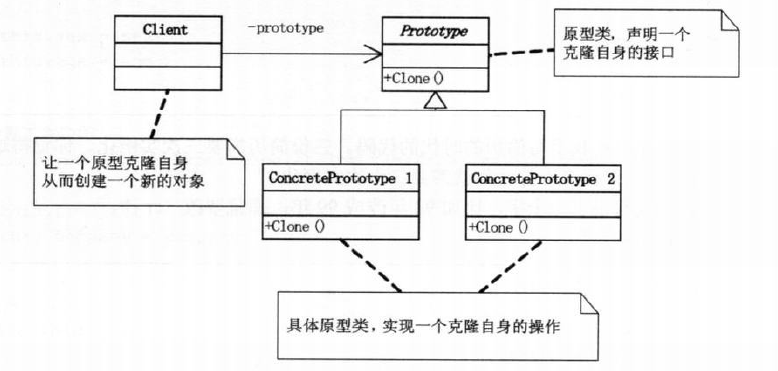 Client
-prototype
Prototype
+Clone()
原型类，声明一个
克隆自身的接口
让一个原型克隆自身
从而创建一个新的对象
ConcretePrototype 1
+Clone()
ConcretePrototype 2
+Clone()
具体原型类，实现一个克隆自身的操作